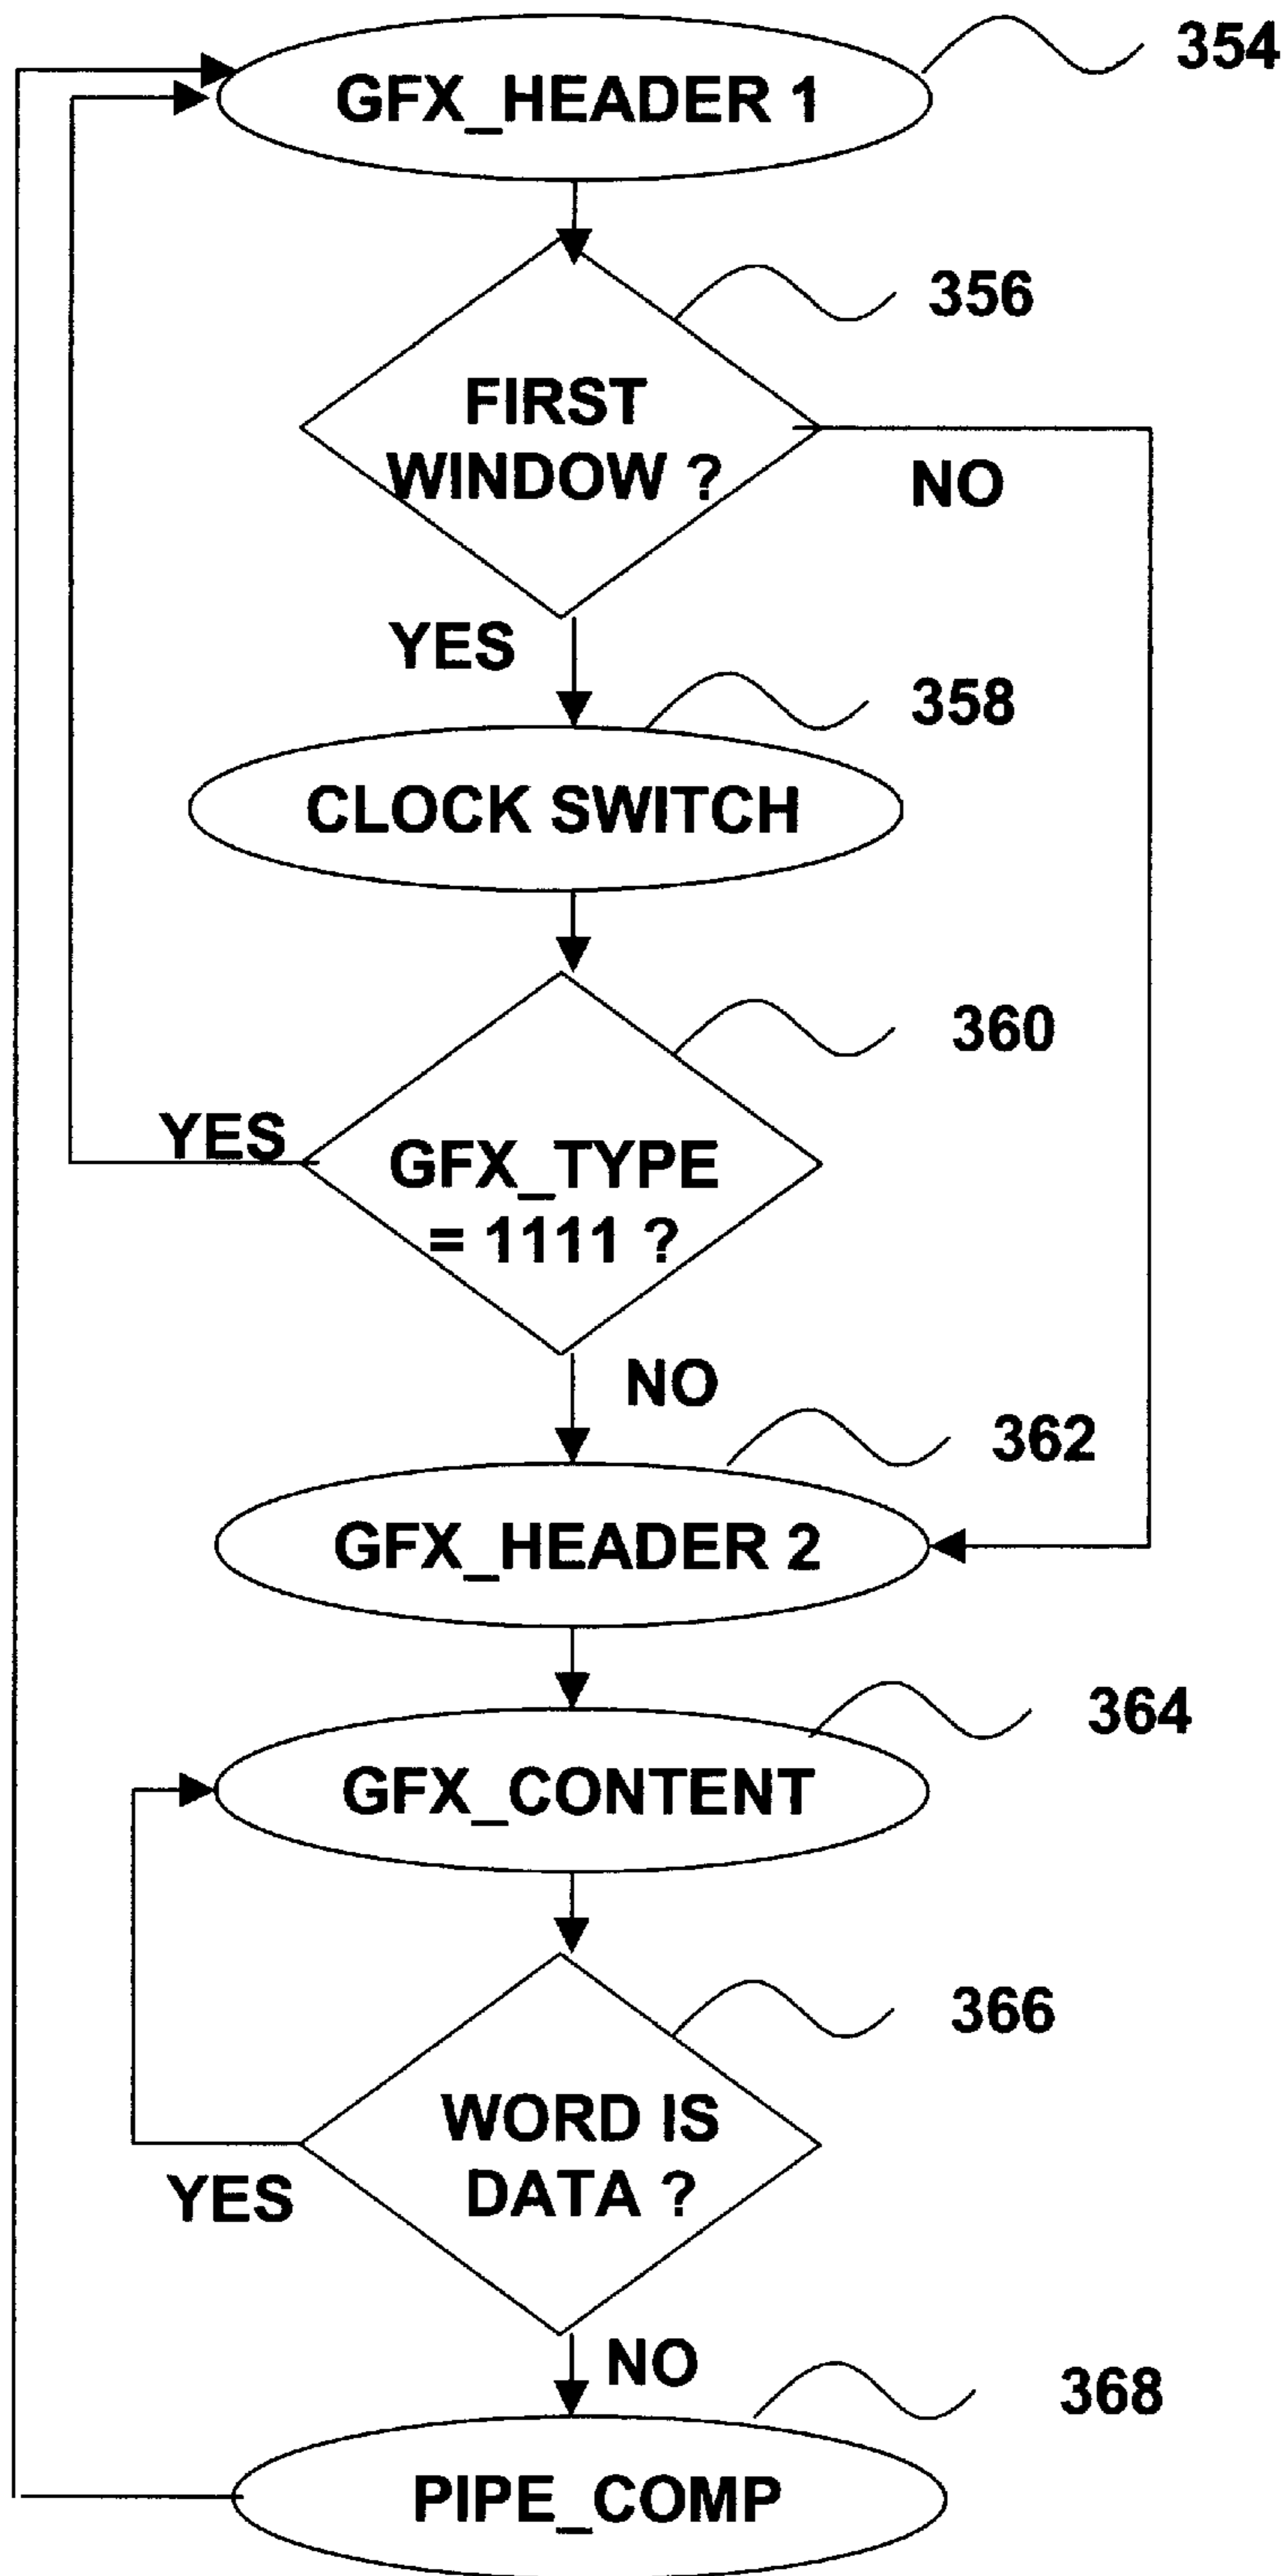 354
GFX_HEADER 1
356
FIRST
WINDOW ?
NO
YES
358
CLOCK SWITCH
360
YES
GFX_TYPE
= 1111 ?
NO
362
GFX_HEADER 2
364
GFX_CONTENT
366
WORD IS
DATA ?
YES
NO
368
PIPE_COMP